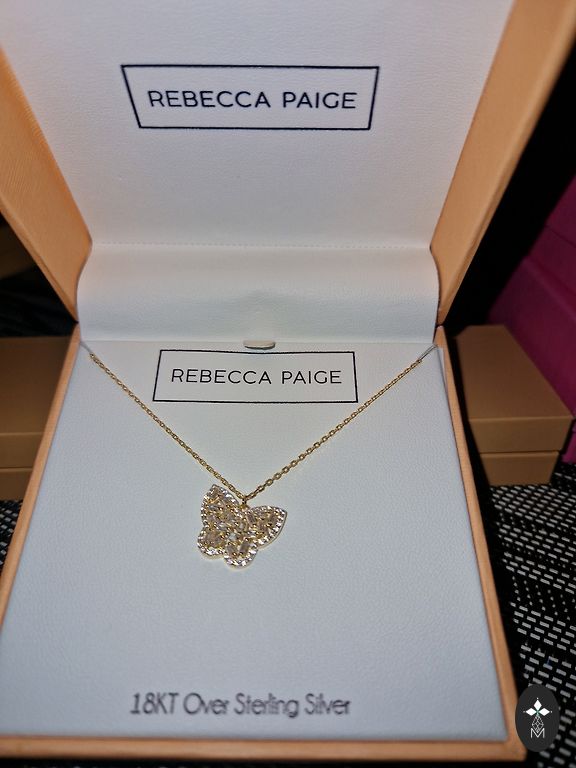 REBECCA PAIGE
REBECCA PAIGE
18KT Over Sterling Silver
M